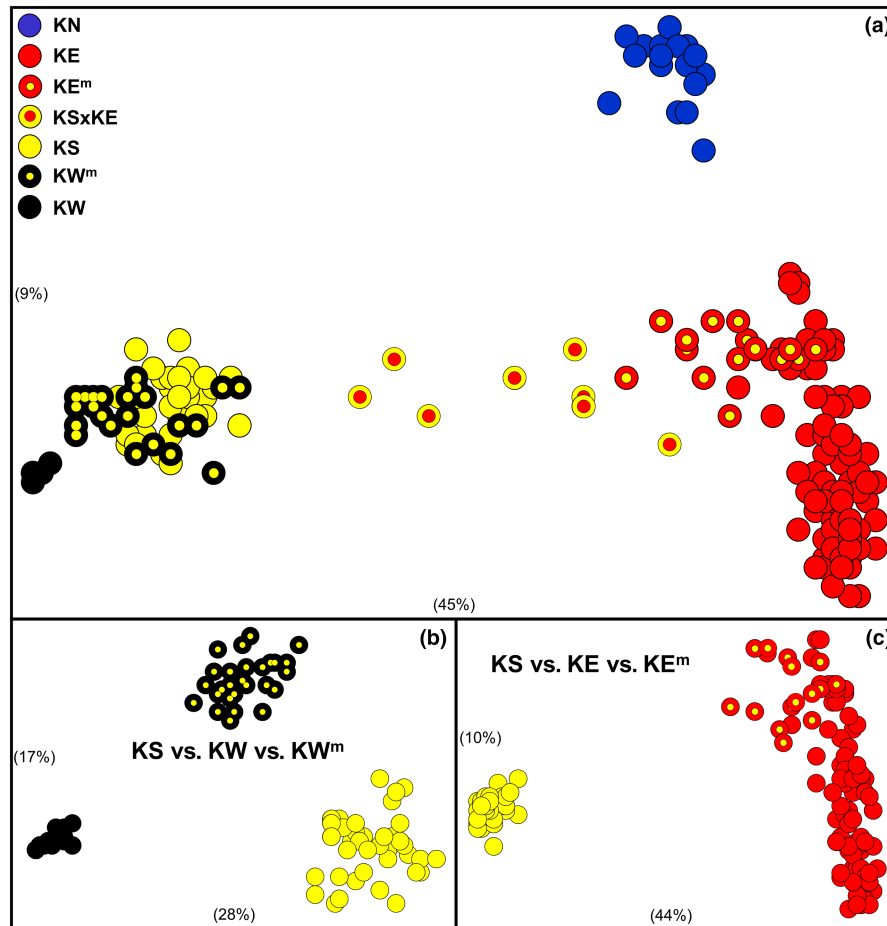 KN
(a)
KE
KEᵐ
KSxKE
KS
KWᵐ
KW
(9%)
(45%)
(b)
(c)
KS vs. KE vs. KEᵐ
(17%)
KS vs. KW vs. KWᵐ
(10%)
(28%)
(44%)